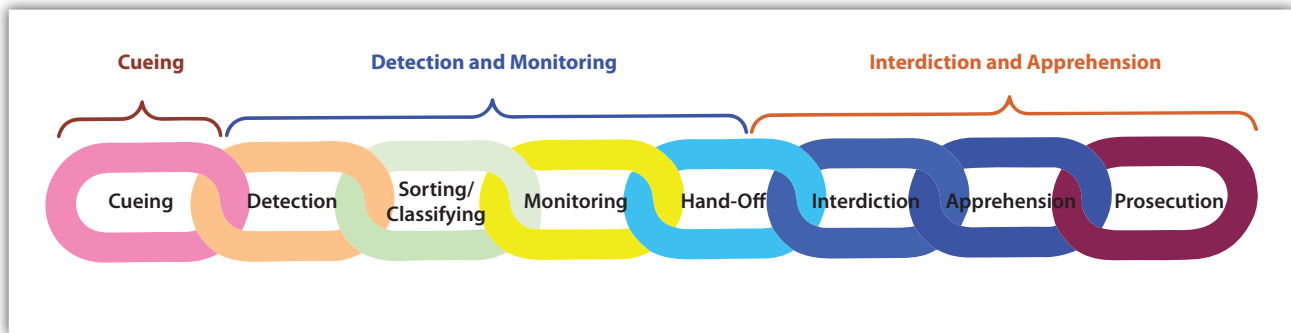 Cueing
Detection and Monitoring
Interdiction and Apprehension
Cueing
Detection
Sorting/
Classifying
Monitoring
Hand-Off
Interdiction
Apprehension
Prosecution